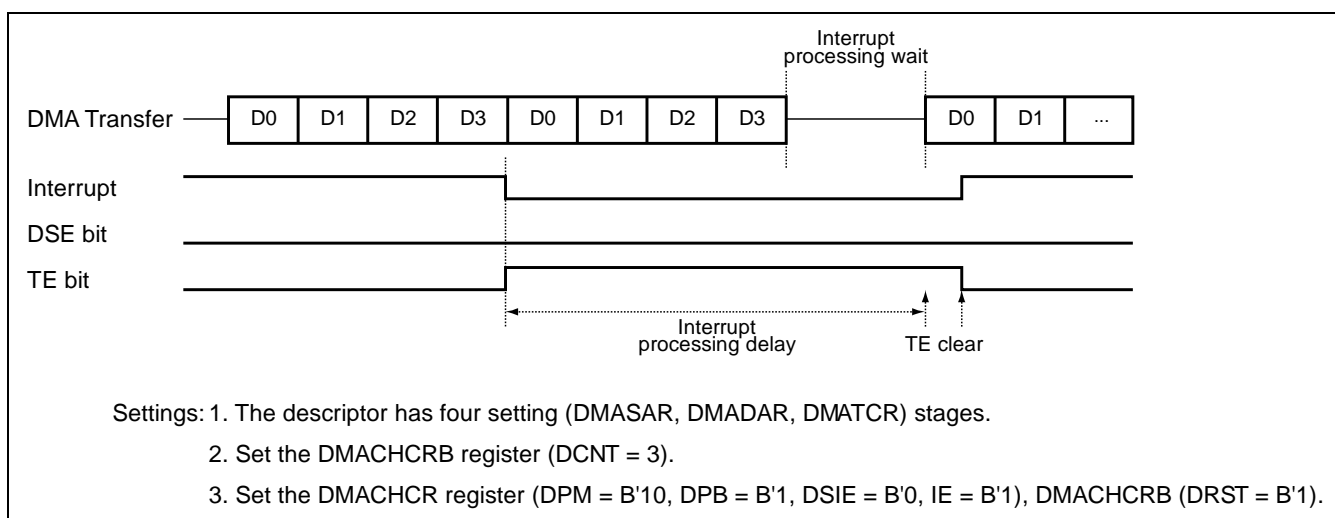 Interrupt
processing wait
DMA Transfer D0 D1 D2 D3 D0 D1 D2 D3 D0 D1 ...
Interrupt
DSE bit
TE bit
Interrupt
processing delay
TE clear
Settings: 1. The descriptor has four setting (DMASAR, DMADAR, DMATCR) stages.
2. Set the DMACHCRB register (DCNT = 3).
3. Set the DMACHCR register (DPM = B'10, DPB = B'1, DSIE = B'0, IE = B'1), DMACHCRB (DRST = B'1).